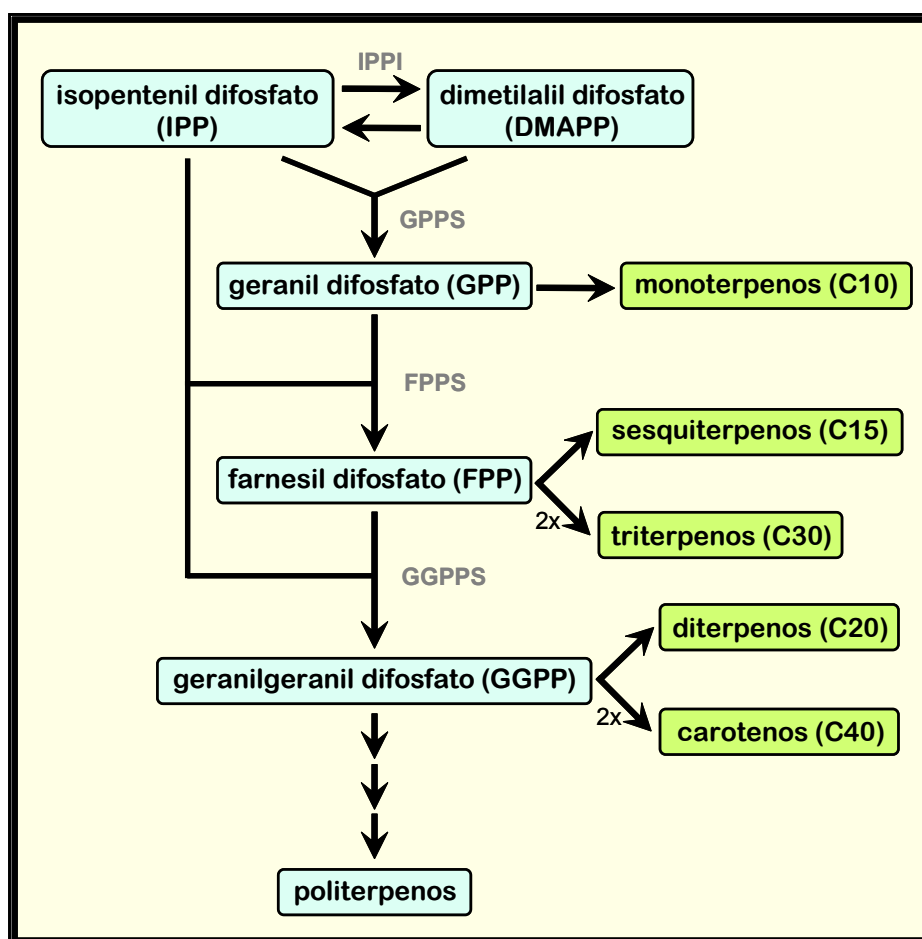 IPPI
isopentenil difosfato
(IPP)
dimetilalil difosfato
(DMAPP)
GPPS
geranil difosfato (GPP)
monoterpenos (C10)
FPPS
sesquiterpenos (C15)
farnesil difosfato (FPP)
2x
triterpenos (C30)
GGPPS
diterpenos (C20)
geranilgeranil difosfato (GGPP)
2x
carotenos (C40)
politerpenos